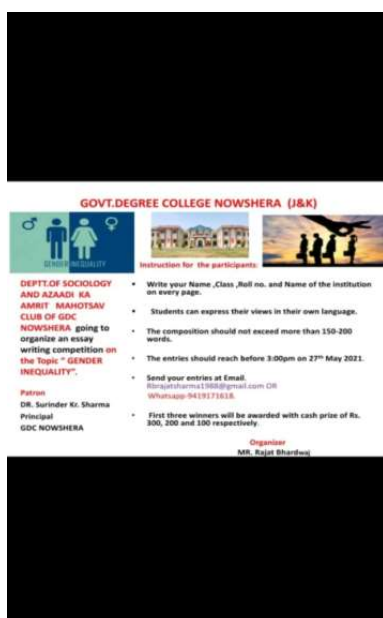 GOVT.DEGREE COLLEGE NOWSHERA (J&K)
GENDER INEQUALITY
Instruction for the participants:
DEPTT.OF SOCIOLOGY
AND AZAADI KA
AMRIT MAHOTSAV
CLUB OF GDC
NOWSHERA going to
organize an essay
writing competition on
the Topic " GENDER
INEQUALITY".
Patron
DR. Surinder Kr. Sharma
Principal
GDC NOWSHERA
• Write your Name ,Class ,Roll no. and Name of the institution
on every page.
• Students can express their views in their own language.
• The composition should not exceed more than 150-200
words.
• The entries should reach before 3:00pm on 27th May 2021.
• Send your entries at Email.
Rbrajatsharma1988@gmail.com OR
Whatsapp-9419171618.
• First three winners will be awarded with cash prize of Rs.
300, 200 and 100 respectively.
Organizer
MR. Rajat Bhardwaj